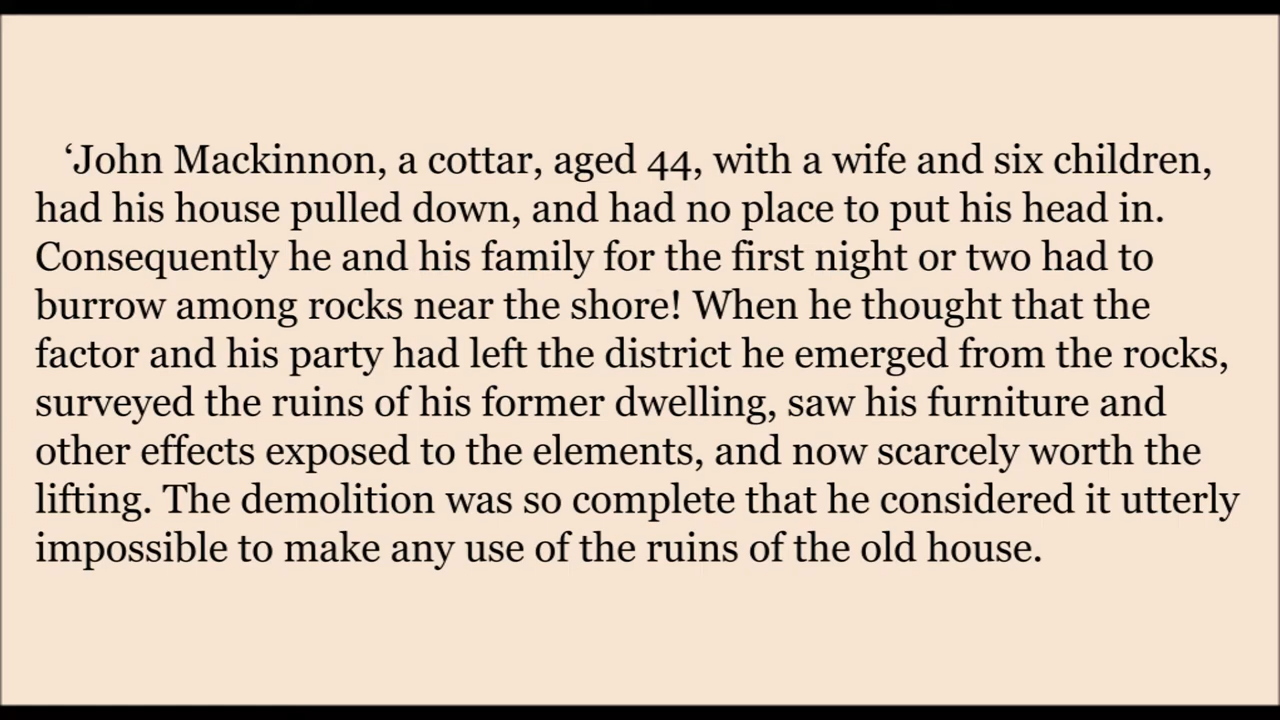 ‘John Mackinnon, a cottar, aged 44, with a wife and six children,
had his house pulled down, and had no place to put his head in.
Consequently he and his family for the first night or two had to
burrow among rocks near the shore! When he thought that the
factor and his party had left the district he emerged from the rocks,
surveyed the ruins of his former dwelling, saw his furniture and
other effects exposed to the elements, and now scarcely worth the
lifting. The demolition was so complete that he considered it utterly
impossible to make any use of the ruins of the old house.